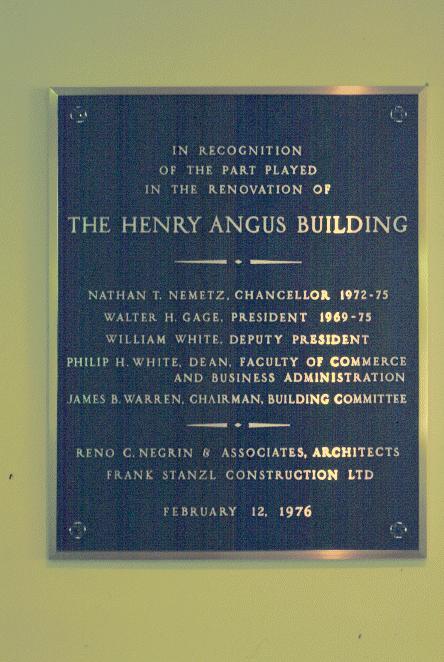 IN RECOGNITION
OF THE PART PLAYED
IN THE RENOVATION OF
THE HENRY ANGUS BUILDING
NATHAN T. NEMETZ, CHANCELLOR 1972-75
WALTER H. GAGE, PRESIDENT 1969-75
WILLIAM WHITE, DEPUTY PRESIDENT
PHILIP H. WHITE, DEAN, FACULTY OF COMMERCE
AND BUSINESS ADMINISTRATION
JAMES B. WARREN, CHAIRMAN, BUILDING COMMITTEE
RENO C. NEGRIN & ASSOCIATES, ARCHITECTS
FRANK STANZL CONSTRUCTION LTD
FEBRUARY 12, 1976